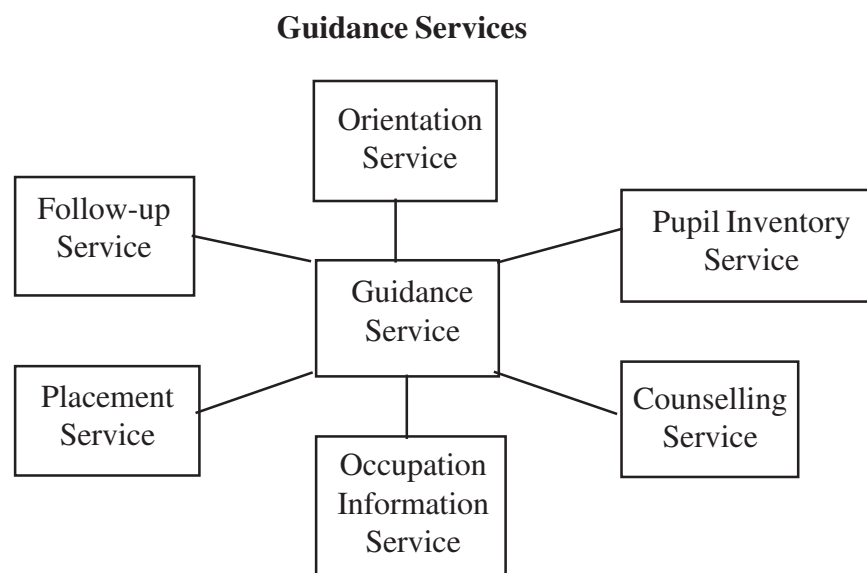 Guidance Services
Orientation
Service
Follow-up
Service
Pupil Inventory
Service
Guidance
Service
Placement
Service
Counselling
Service
Occupation
Information
Service